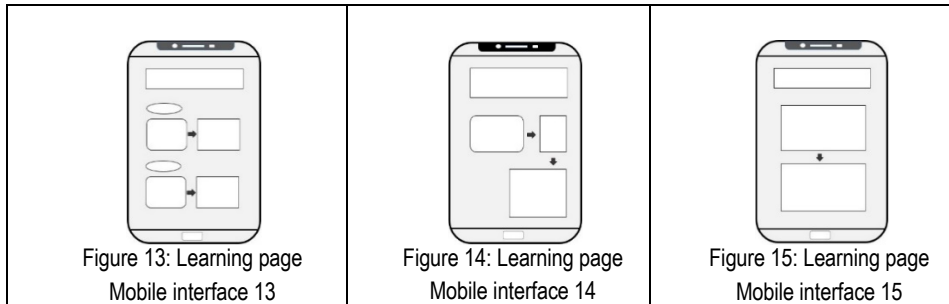 Figure 13: Learning page
Mobile interface 13
Figure 14: Learning page
Mobile interface 14
Figure 15: Learning page
Mobile interface 15